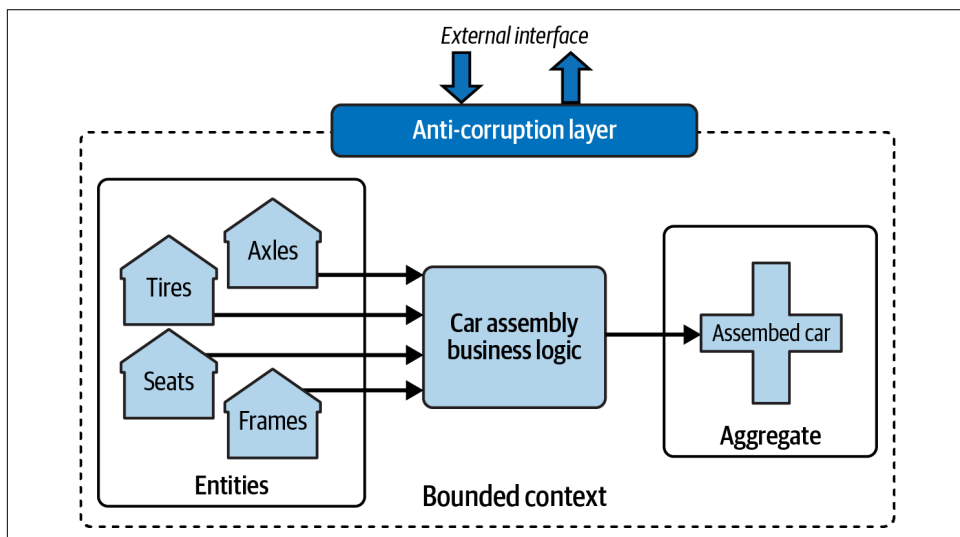 External interface
Anti-corruption layer
Axles
Tires
Seats
Frames
Entities
Car assembly
business logic
Assembed car
Aggregate
Bounded context